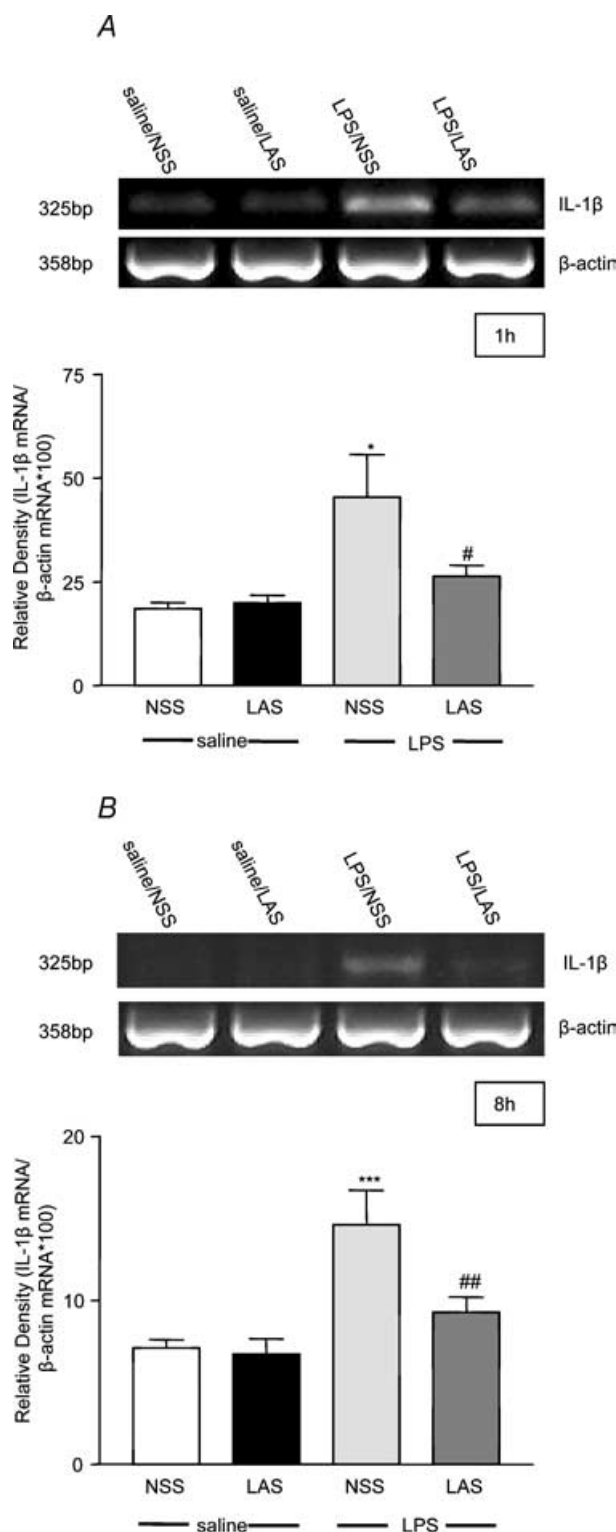 A
saline/NSS saline/LAS LPS/NSS LPS/LAS
325bp IL-1β
358bp β-actin
1h
Relative Density (IL-1β mRNA/
β-actin mRNA*100)
75
*
50
#
25
0
NSS LAS NSS LAS
saline LPS
B
saline/NSS saline/LAS LPS/NSS LPS/LAS
325bp IL-1β
358bp β-actin
8h
Relative Density (IL-1β mRNA/
β-actin mRNA*100)
20
***
##
10
0
NSS LAS NSS LAS
saline LPS